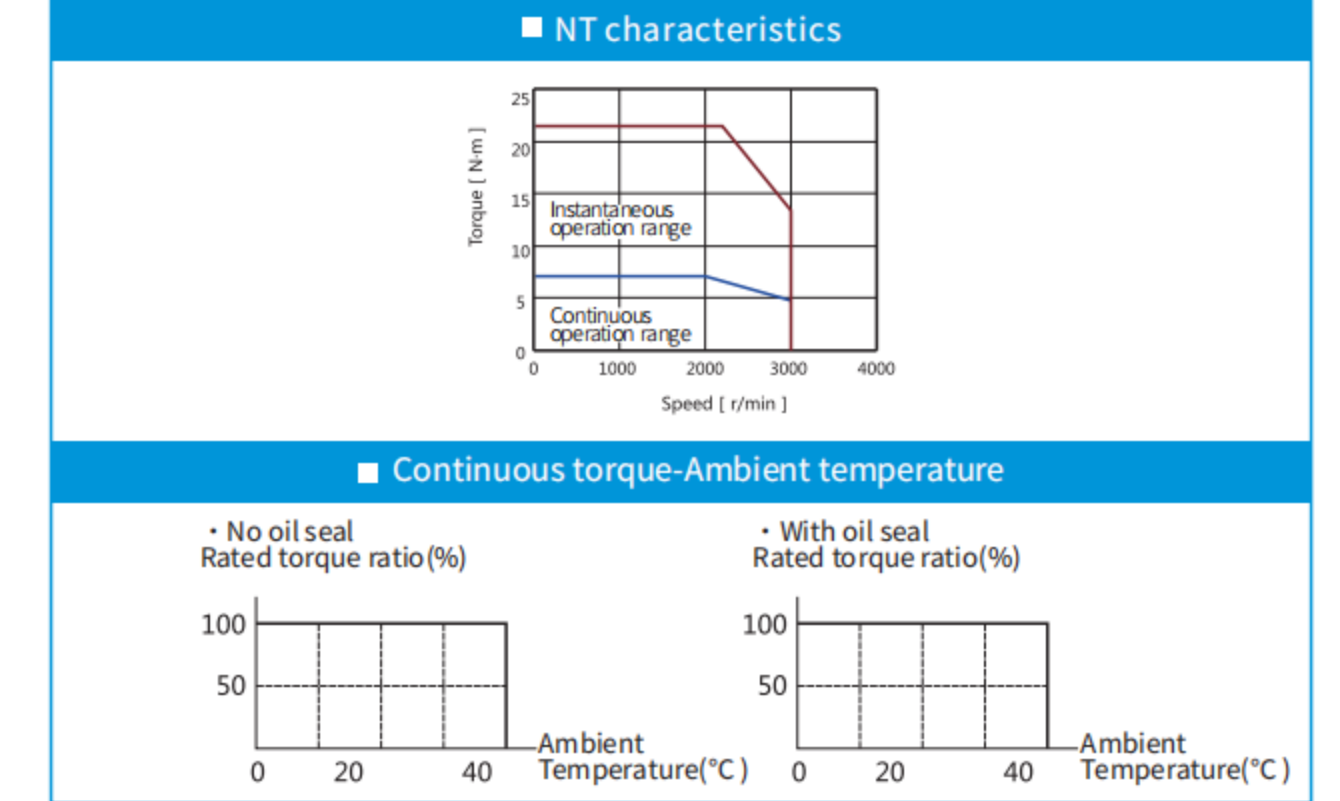 ■ NT characteristics
25
20
15
10
5
0
Torque [ N·m ]
Instantaneous
operation range
Continuous
operation range
0 1000 2000 3000 4000
Speed [ r/min ]
■ Continuous torque-Ambient temperature
・No oil seal
Rated torque ratio(%)
100
50
0 20 40
Ambient
Temperature(℃)
・With oil seal
Rated torque ratio(%)
100
50
0 20 40
Ambient
Temperature(℃)